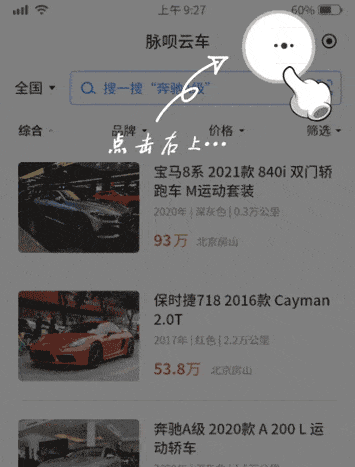 上午 9:27
60%
脉呗云车
全国
搜一搜“奔驰
级”
点击右上···
综合
品牌
价格
筛选
宝马8系 2021款 840i 双门轿
跑车 M运动套装
2020年 | 深灰色 | 0.3万公里
93万 北京房山
保时捷718 2016款 Cayman
2.0T
2017年 | 红色 | 2.2万公里
53.8万 北京房山
奔驰A级 2020款 A 200 L 运
动轿车